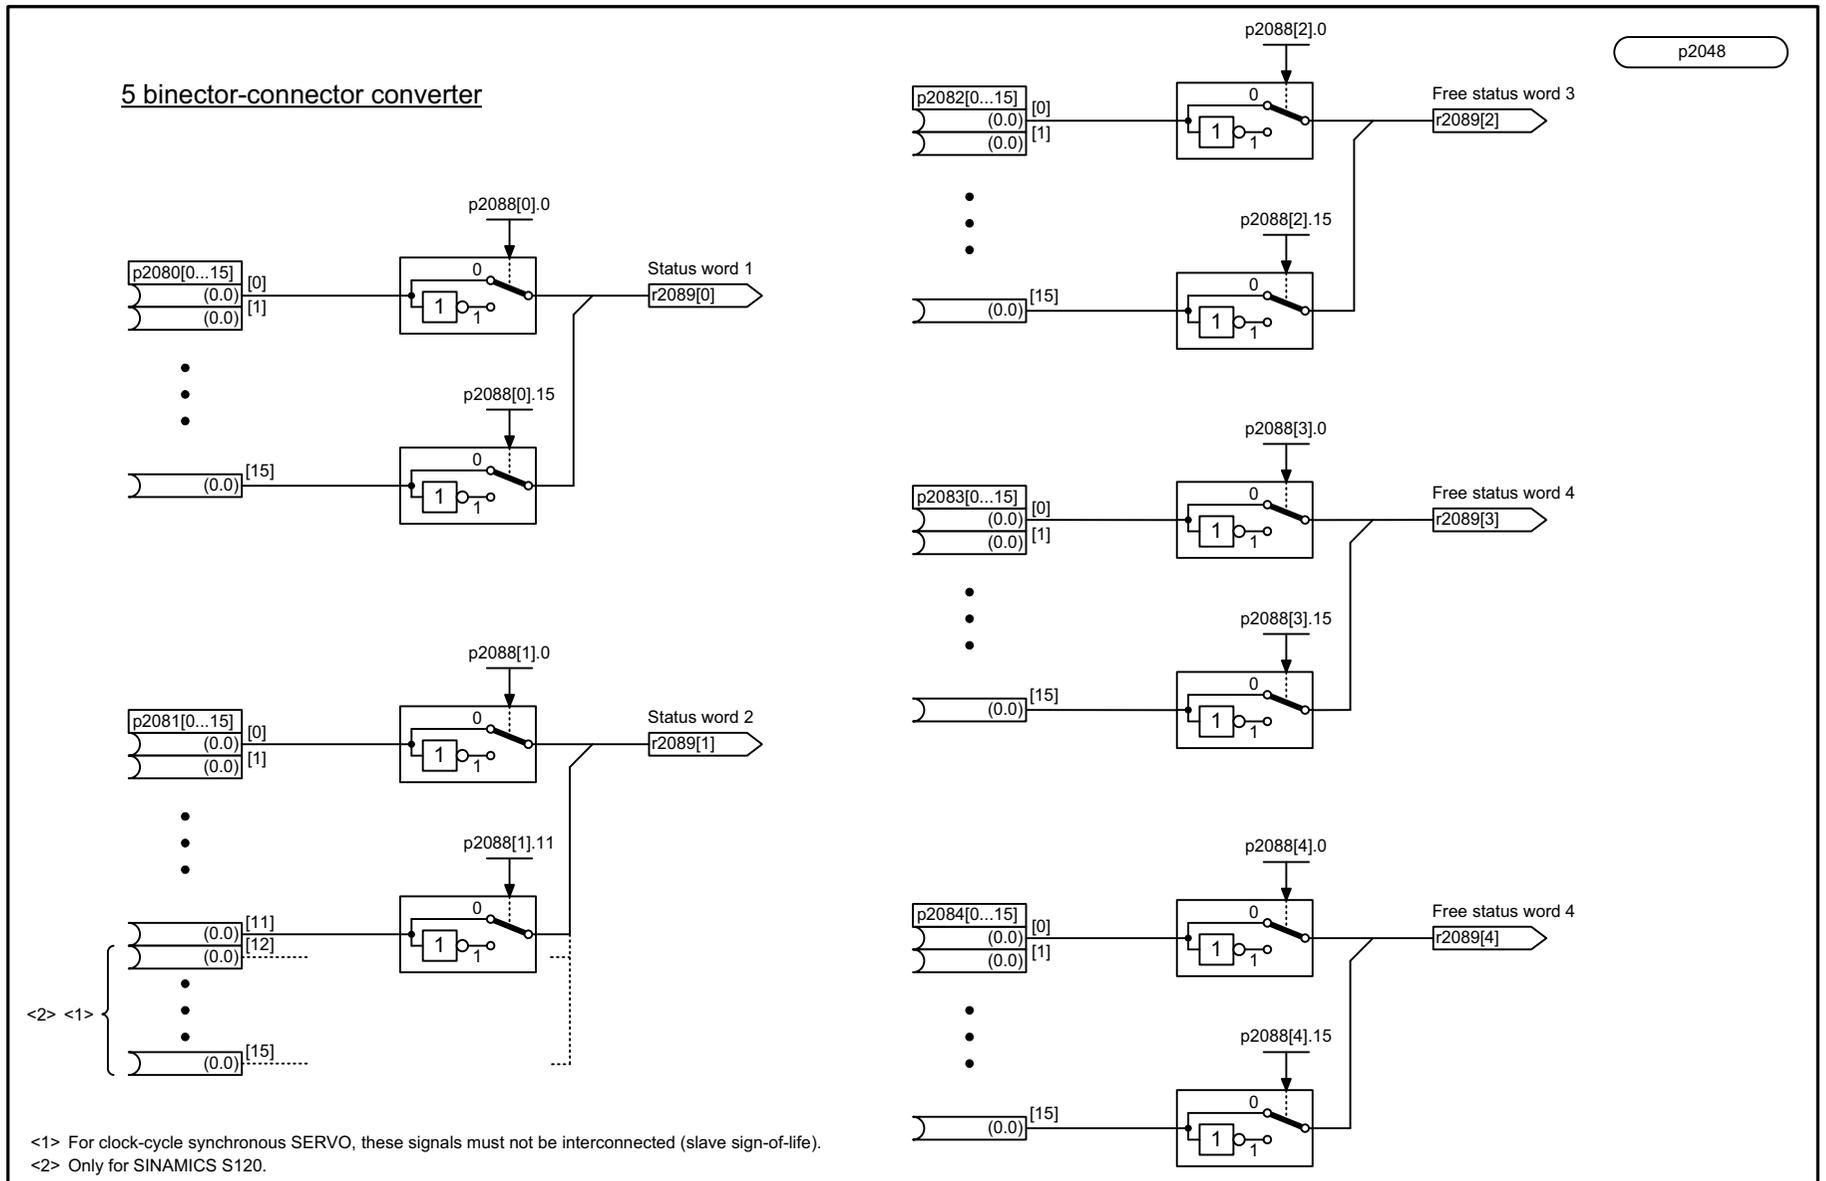 5 binector-connector converter
p2048
p2088[0].0
p2080[0...15]
(0.0)
[0]
(0.0)
[1]
0
1
1
Status word 1
r2089[0]
p2088[0].15
(0.0)
[15]
0
1
1
p2088[1].0
p2081[0...15]
(0.0)
[0]
(0.0)
[1]
0
1
1
Status word 2
r2089[1]
p2088[1].11
(0.0)
[11]
(0.0)
[12]
0
1
1
<2> <1>
(0.0)
[15]
p2088[2].0
p2082[0...15]
(0.0)
[0]
(0.0)
[1]
0
1
1
Free status word 3
r2089[2]
p2088[2].15
(0.0)
[15]
0
1
1
p2088[3].0
p2083[0...15]
(0.0)
[0]
(0.0)
[1]
0
1
1
Free status word 4
r2089[3]
p2088[3].15
(0.0)
[15]
0
1
1
p2088[4].0
p2084[0...15]
(0.0)
[0]
(0.0)
[1]
0
1
1
Free status word 4
r2089[4]
p2088[4].15
(0.0)
[15]
0
1
1
<1> For clock-cycle synchronous SERVO, these signals must not be interconnected (slave sign-of-life).
<2> Only for SINAMICS S120.